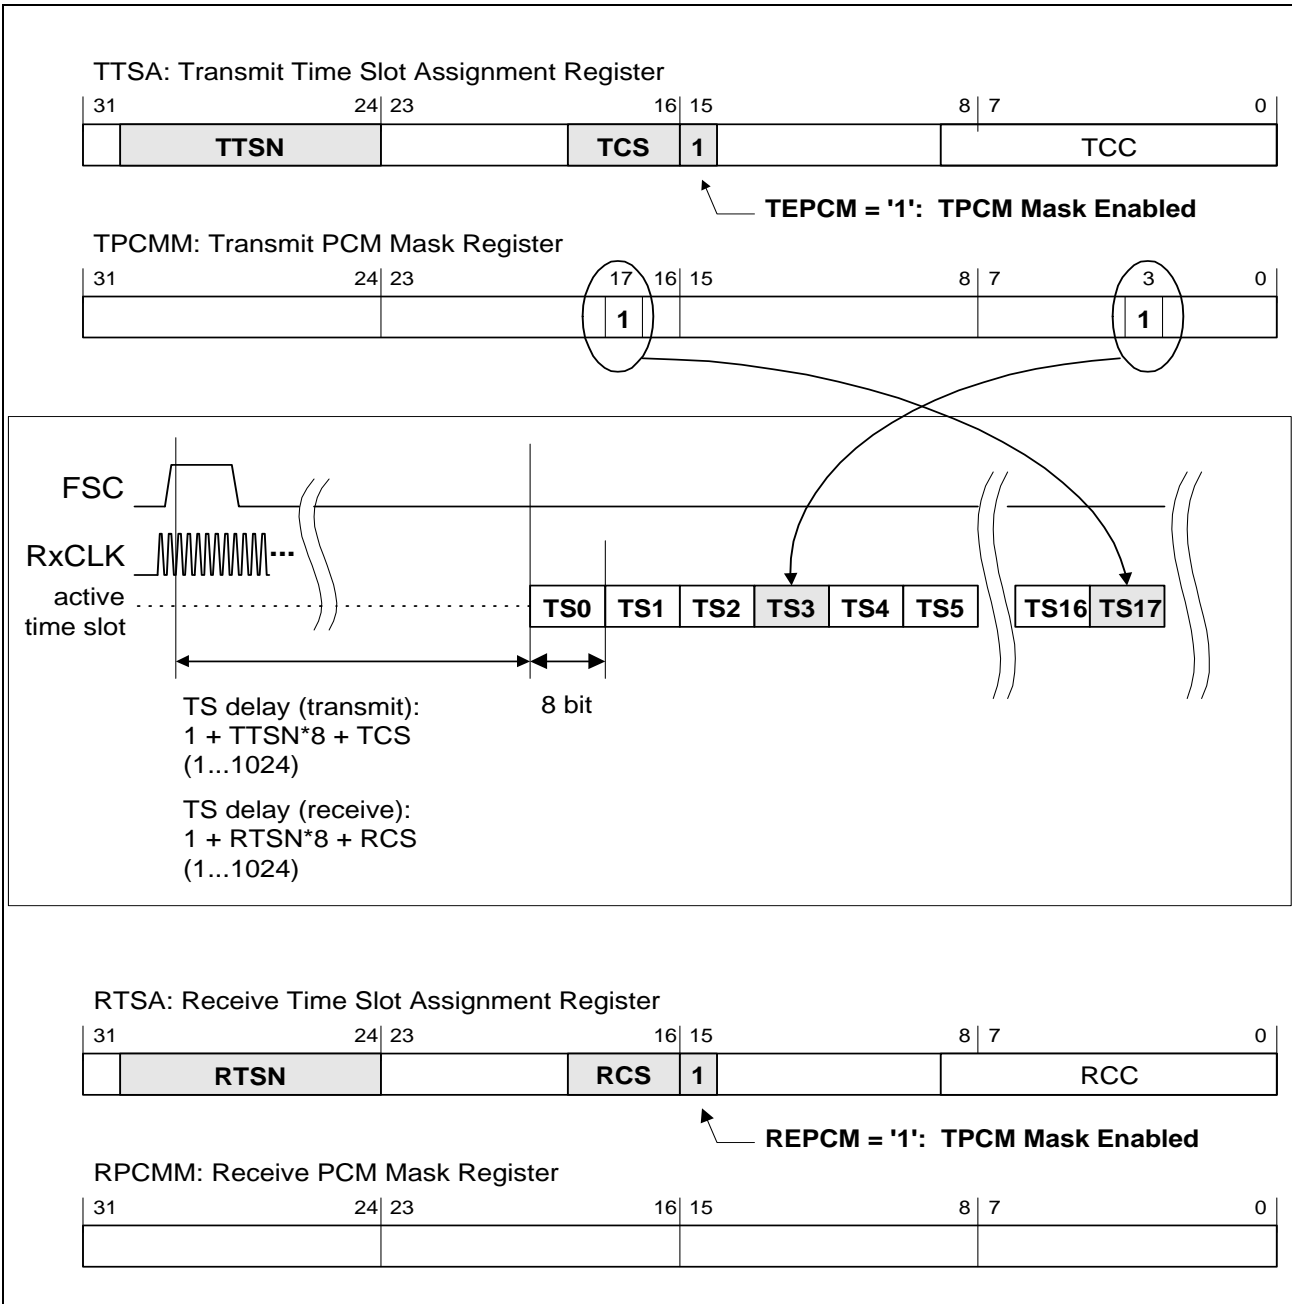 TTSA: Transmit Time Slot Assignment Register
31 24 23 16 15 8 7 0
TTSN TCS 1 TCC
TEPCM = '1': TPCM Mask Enabled
TPCMM: Transmit PCM Mask Register
31 24 23 17 16 15 8 7 3 0
1 1
FSC
RxCLK ...
active
time slot
TS0 TS1 TS2 TS3 TS4 TS5 TS16 TS17
8 bit
TS delay (transmit):
1 + TTSN*8 + TCS
(1...1024)
TS delay (receive):
1 + RTSN*8 + RCS
(1...1024)
RTSA: Receive Time Slot Assignment Register
31 24 23 16 15 8 7 0
RTSN RCS 1 RCC
REPCM = '1': TPCM Mask Enabled
RPCMM: Receive PCM Mask Register
31 24 23 16 15 8 7 0